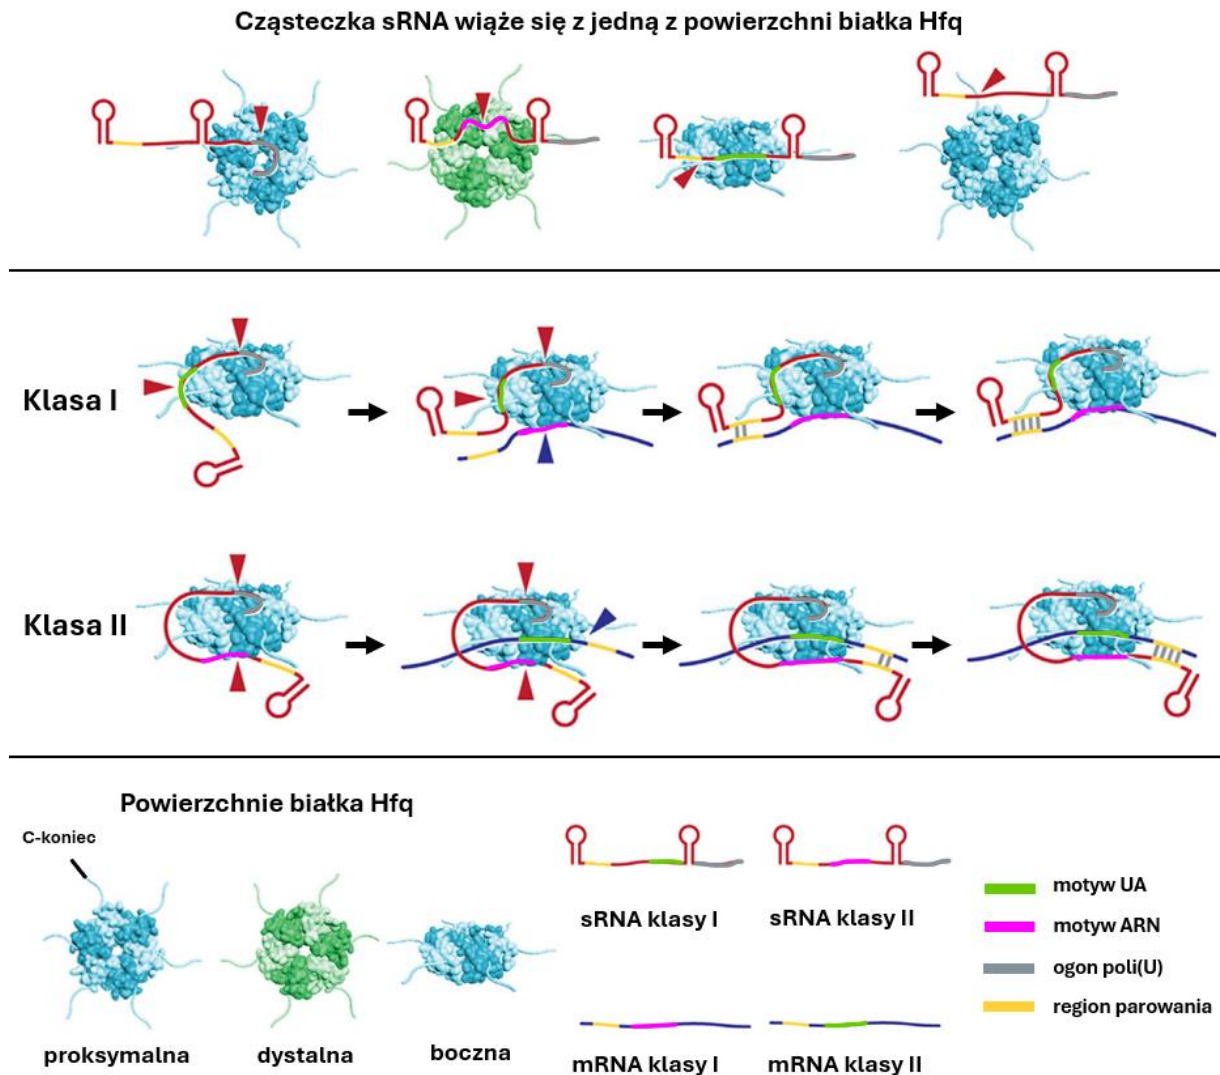 Cząsteczka sRNA wiąże się z jedną z powierzchni białka Hfq
Klasa I
Klasa II
Powierzchnie białka Hfq
C-koniec
proksymalna
dystalna
boczna
sRNA klasy I
sRNA klasy II
mRNA klasy I
mRNA klasy II
motyw UA
motyw ARN
ogon poli(U)
region parowania